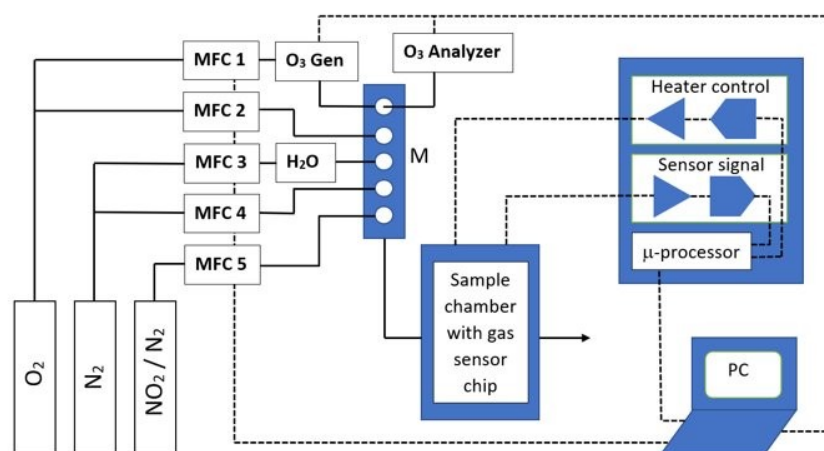 MFC 1
O₃ Gen
O₃ Analyzer
MFC 2
MFC 3
H₂O
M
MFC 4
MFC 5
O₂
N₂
NO₂ / N₂
Sample
chamber
with gas
sensor
chip
Heater control
Sensor signal
µ-processor
PC